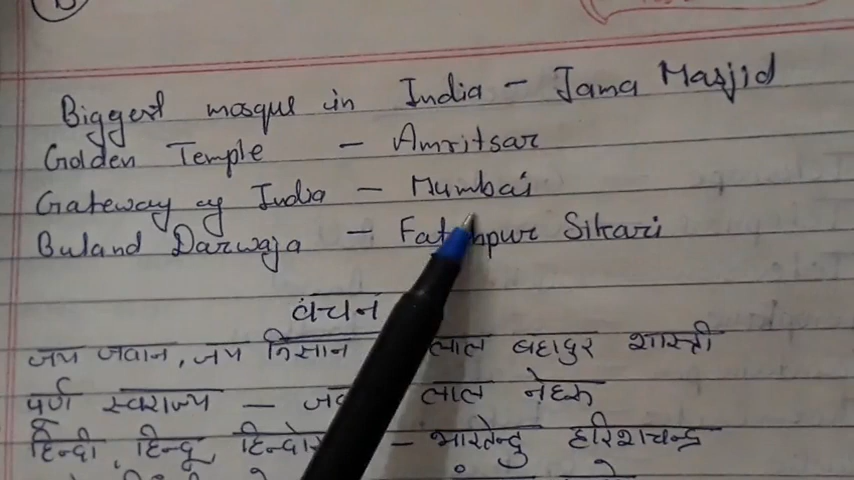 Biggest mosque in India - Jama Masjid
Golden Temple - Amritsar
Gateway of India - Mumbai
Buland Darwaja - Fatehpur Sikari
वचन
जय जवान, जय किसान लाल बहादुर शास्त्री
पूर्ण स्वराज्य - लाल नेहरू
हिन्दी, हिन्दू, - भारतेन्दु हरिशचन्द्र